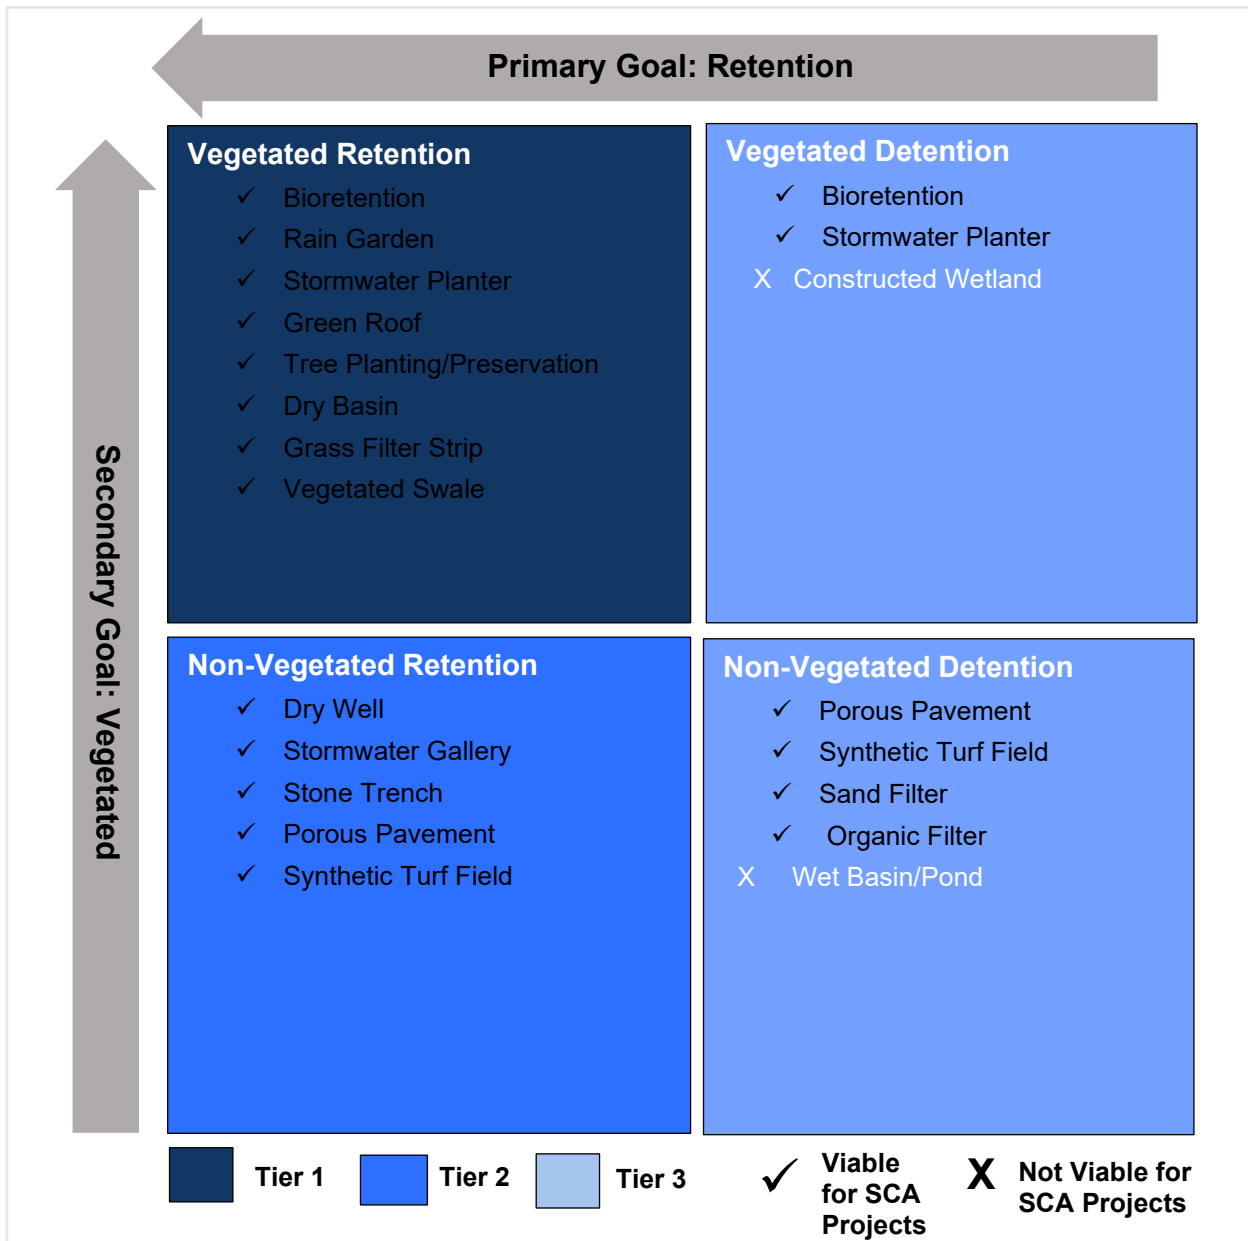 Primary Goal: Retention
Secondary Goal: Vegetated
Vegetated Retention
✓ Bioretention
✓ Rain Garden
✓ Stormwater Planter
✓ Green Roof
✓ Tree Planting/Preservation
✓ Dry Basin
✓ Grass Filter Strip
✓ Vegetated Swale
Vegetated Detention
✓ Bioretention
✓ Stormwater Planter
X Constructed Wetland
Non-Vegetated Retention
✓ Dry Well
✓ Stormwater Gallery
✓ Stone Trench
✓ Porous Pavement
✓ Synthetic Turf Field
Non-Vegetated Detention
✓ Porous Pavement
✓ Synthetic Turf Field
✓ Sand Filter
✓ Organic Filter
X Wet Basin/Pond
Tier 1
Tier 2
Tier 3
✓ Viable
for SCA
Projects
X Not Viable for
SCA Projects